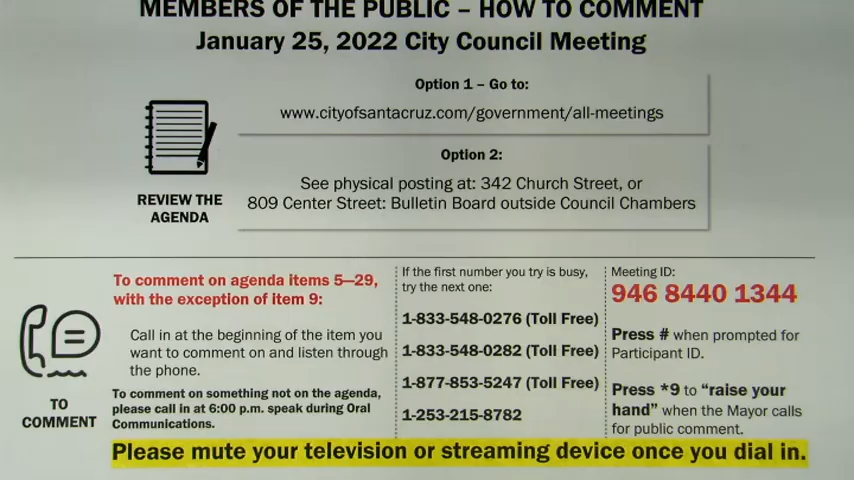 MEMBERS OF THE PUBLIC – HOW TO COMMENT
January 25, 2022 City Council Meeting
Option 1 – Go to:
www.cityofsantacruz.com/government/all-meetings
Option 2:
See physical posting at: 342 Church Street, or
809 Center Street: Bulletin Board outside Council Chambers
REVIEW THE
AGENDA
To comment on agenda items 5—29,
with the exception of item 9:
Call in at the beginning of the item you
want to comment on and listen through
the phone.
To comment on something not on the agenda,
please call in at 6:00 p.m. speak during Oral
Communications.
TO
COMMENT
If the first number you try is busy,
try the next one:
1-833-548-0276 (Toll Free)
1-833-548-0282 (Toll Free)
1-877-853-5247 (Toll Free)
1-253-215-8782
Meeting ID:
946 8440 1344
Press # when prompted for
Participant ID.
Press *9 to “raise your
hand” when the Mayor calls
for public comment.
Please mute your television or streaming device once you dial in.